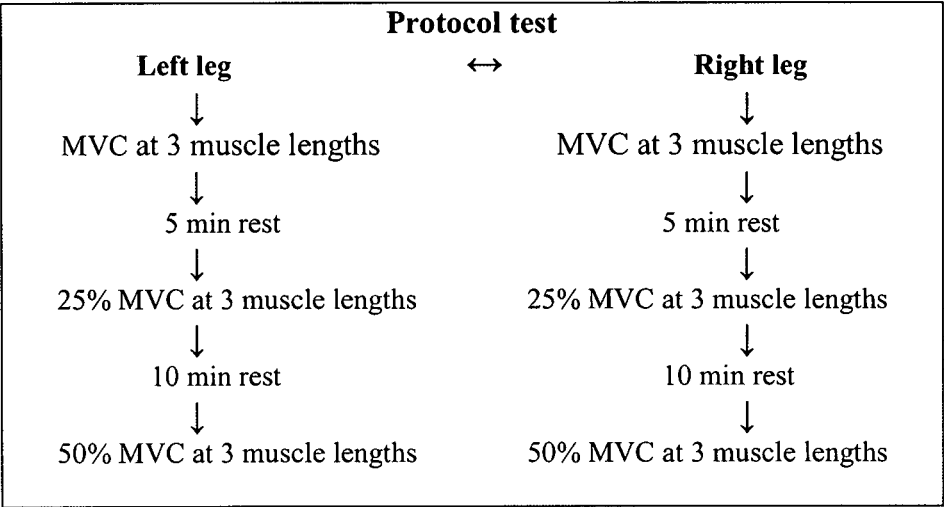 Protocol test
Left leg ↔ Right leg
↓ ↓
MVC at 3 muscle lengths MVC at 3 muscle lengths
↓ ↓
5 min rest 5 min rest
↓ ↓
25% MVC at 3 muscle lengths 25% MVC at 3 muscle lengths
↓ ↓
10 min rest 10 min rest
↓ ↓
50% MVC at 3 muscle lengths 50% MVC at 3 muscle lengths